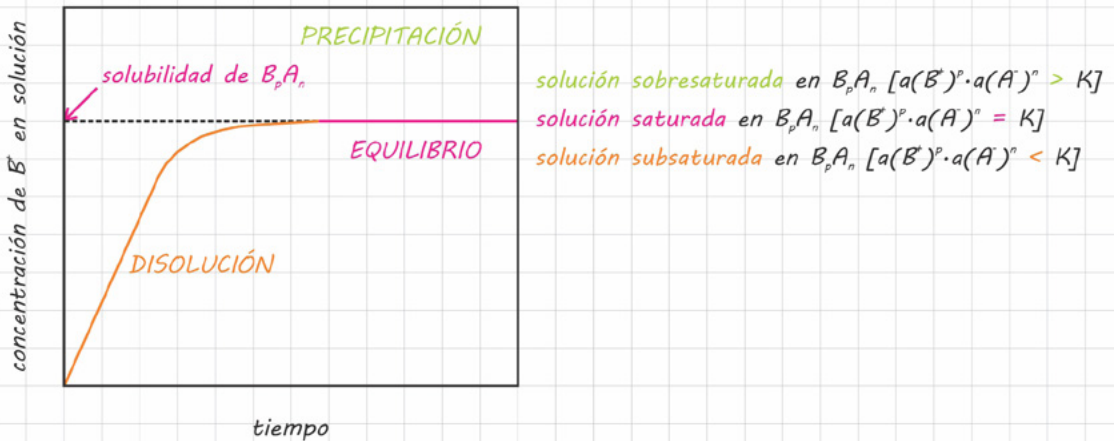 concentración de B⁺ en solución
PRECIPITACIÓN
solubilidad de BₚAₙ
EQUILIBRIO
DISOLUCIÓN
tiempo
solución sobresaturada en BₚAₙ [a(B⁺)ᵖ·a(A⁻)ⁿ > K]
solución saturada en BₚAₙ [a(B⁺)ᵖ·a(A⁻)ⁿ = K]
solución subsaturada en BₚAₙ [a(B⁺)ᵖ·a(A⁻)ⁿ < K]